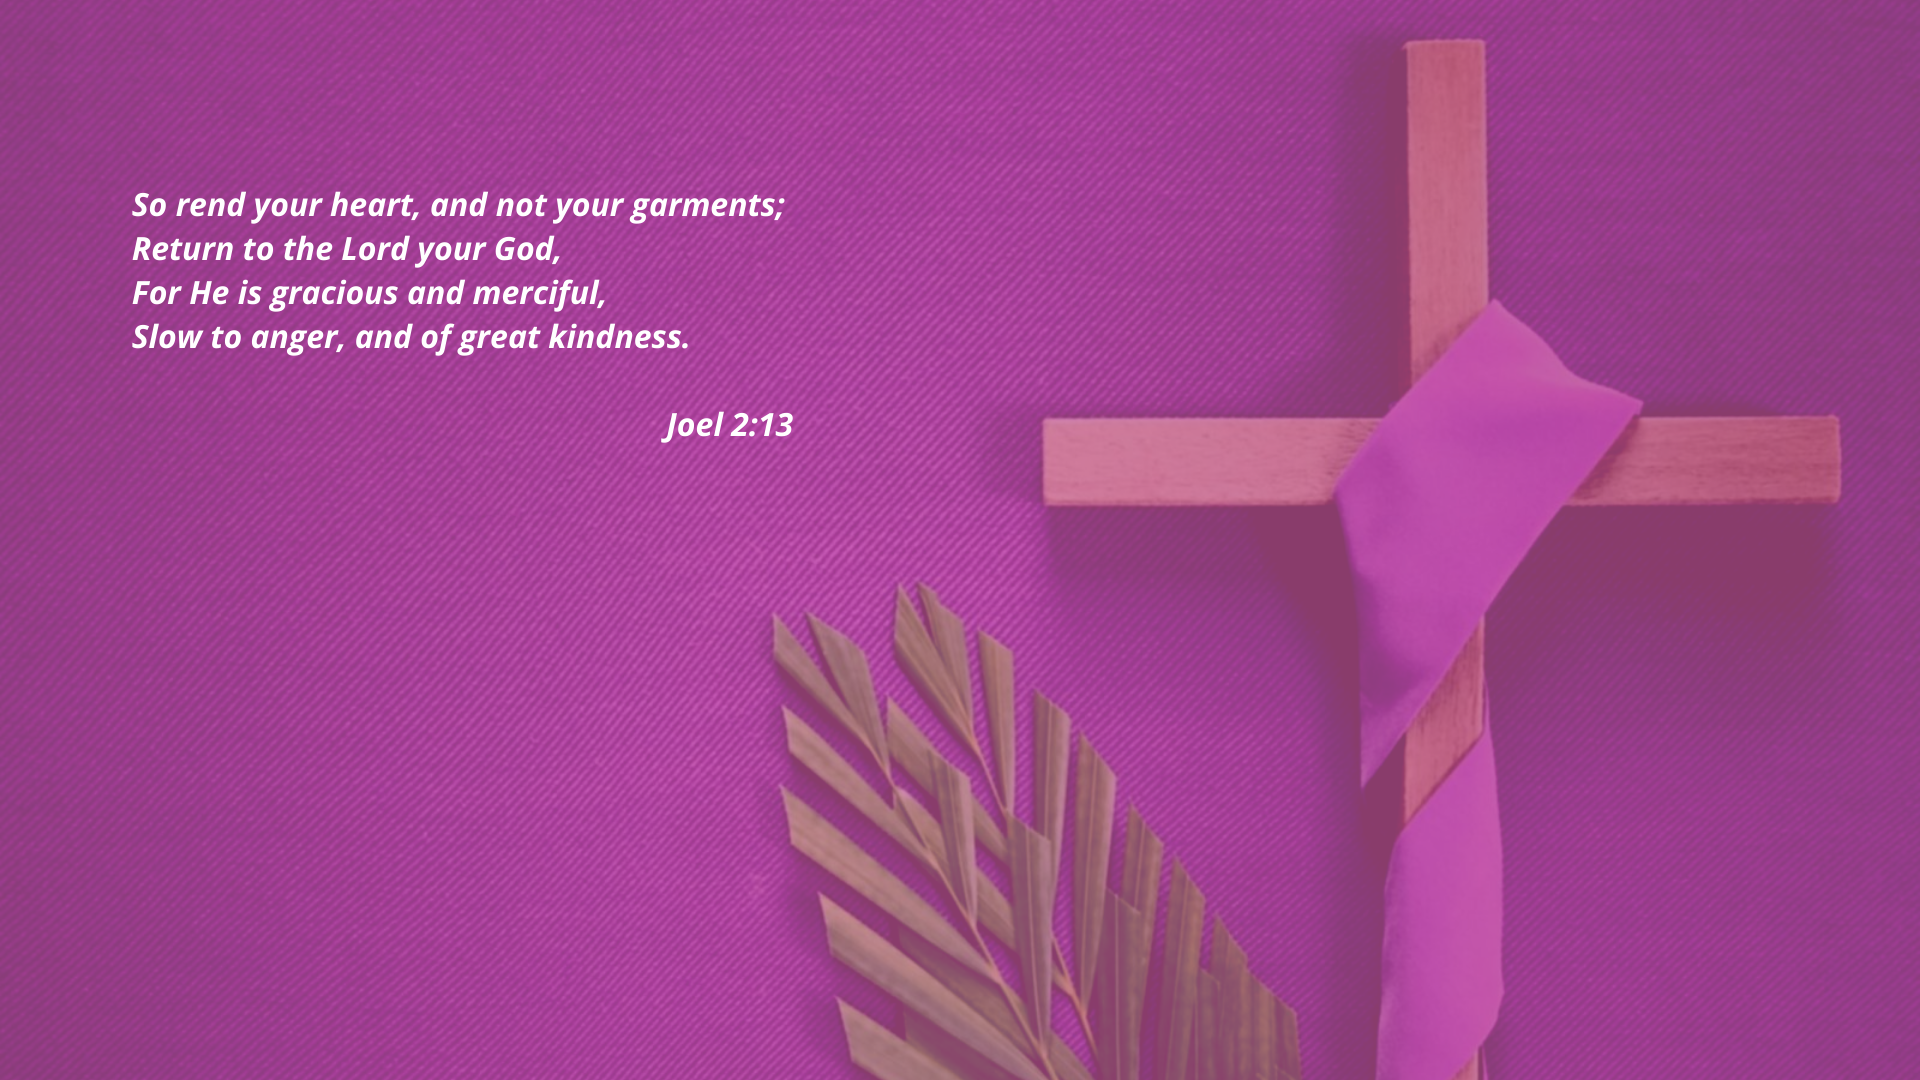 So rend your heart, and not your garments;
Return to the Lord your God,
For He is gracious and merciful,
Slow to anger, and of great kindness.
Joel 2:13